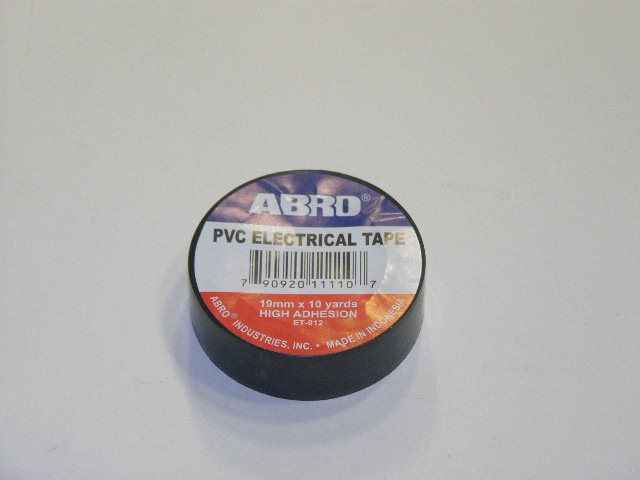 ABRO®
PVC ELECTRICAL TAPE
7 90920 11110 7
19mm x 10 yards
HIGH ADHESION
ET-912
ABRO® INDUSTRIES, INC. • MADE IN INDONESIA